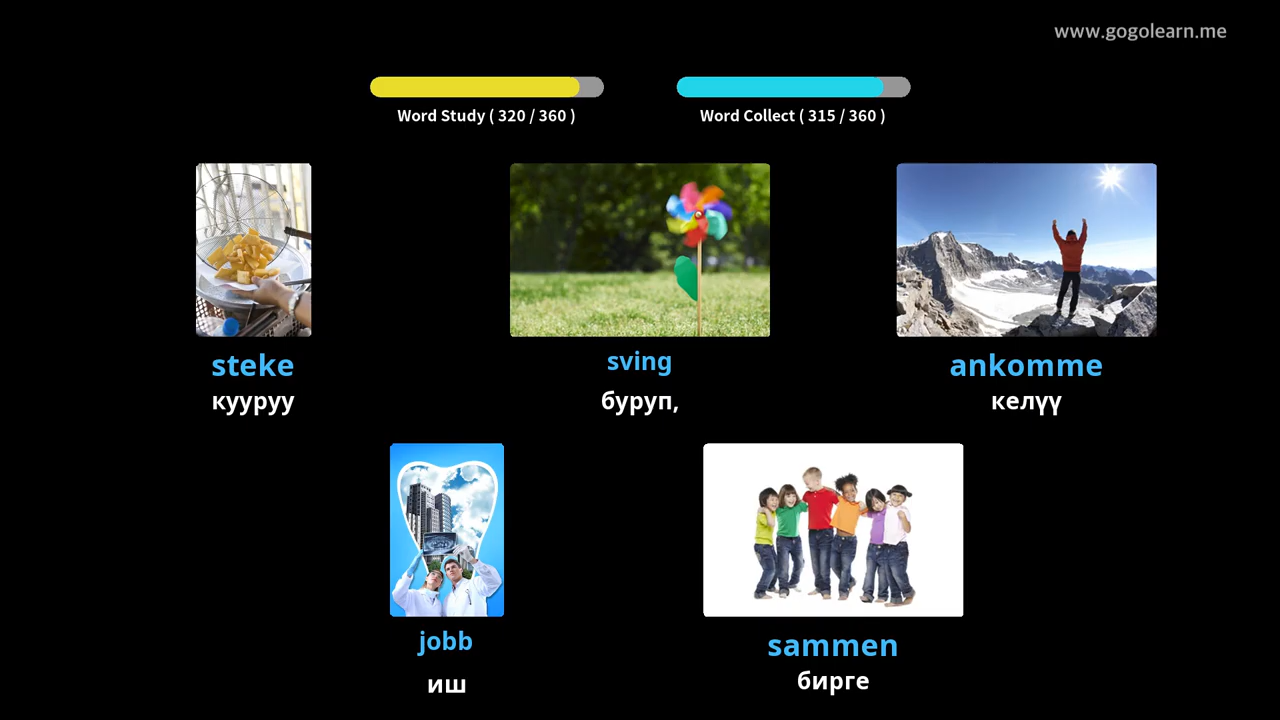 www.gogolearn.me
Word Study ( 320 / 360 )
Word Collect ( 315 / 360 )
steke
кууруу
sving
буруп,
ankomme
келүү
jobb
иш
sammen
бирге